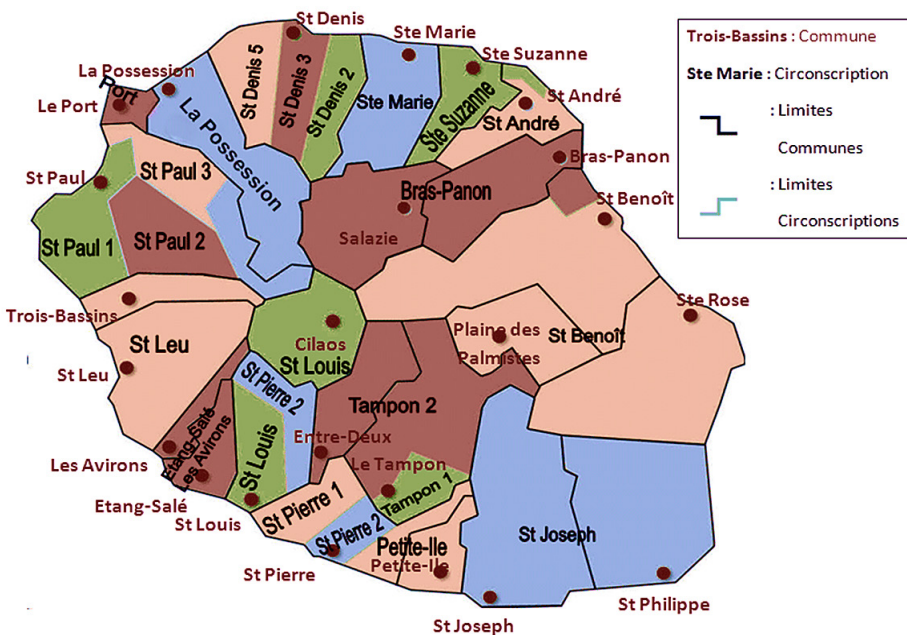 St Denis
Ste Marie
Ste Suzanne
La Possession
Port
Le Port
St Denis 5
St Denis 3
St Denis 2
Ste Marie
Ste Suzanne
St André
St André
La Possession
St Paul
St Paul 3
Bras-Panon
Bras-Panon
St Benoît
St Paul 1
St Paul 2
Salazie
Trois-Bassins
Ste Rose
St Leu
Cilaos
St Louis
Plaine des
Palmistes
St Benoît
St Leu
St Pierre 2
Tampon 2
Etang-Salé
Les Avirons
St Louis
Entre-Deux
Le Tampon
Tampon 1
Les Avirons
Etang-Salé
St Louis
St Pierre 1
St Pierre 2
St Pierre
Petite-Ile
Petite-Ile
St Joseph
St Joseph
St Philippe
Trois-Bassins : Commune
Ste Marie : Circonscription
: Limites
Communes
: Limites
Circonscriptions